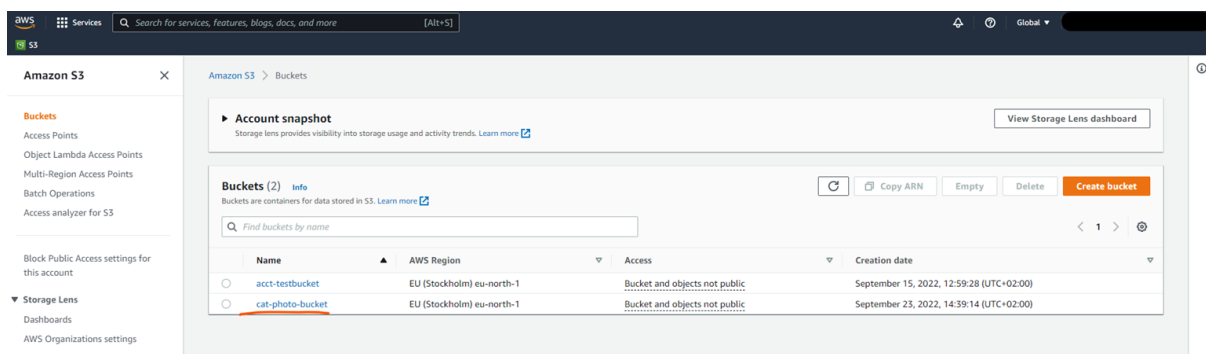 aws Services Search for services, features, blogs, docs, and more [Alt+S] Global
S3
Amazon S3
Buckets
Access Points
Object Lambda Access Points
Multi-Region Access Points
Batch Operations
Access analyzer for S3
Block Public Access settings for
this account
Storage Lens
Dashboards
AWS Organizations settings
Amazon S3 > Buckets
Account snapshot
Storage lens provides visibility into storage usage and activity trends. Learn more
View Storage Lens dashboard
Buckets (2) Info
Buckets are containers for data stored in S3. Learn more
Copy ARN Empty Delete Create bucket
Find buckets by name
1
Name AWS Region Access Creation date
acct-testbucket EU (Stockholm) eu-north-1 Bucket and objects not public September 15, 2022, 12:59:28 (UTC+02:00)
cat-photo-bucket EU (Stockholm) eu-north-1 Bucket and objects not public September 23, 2022, 14:39:14 (UTC+02:00)